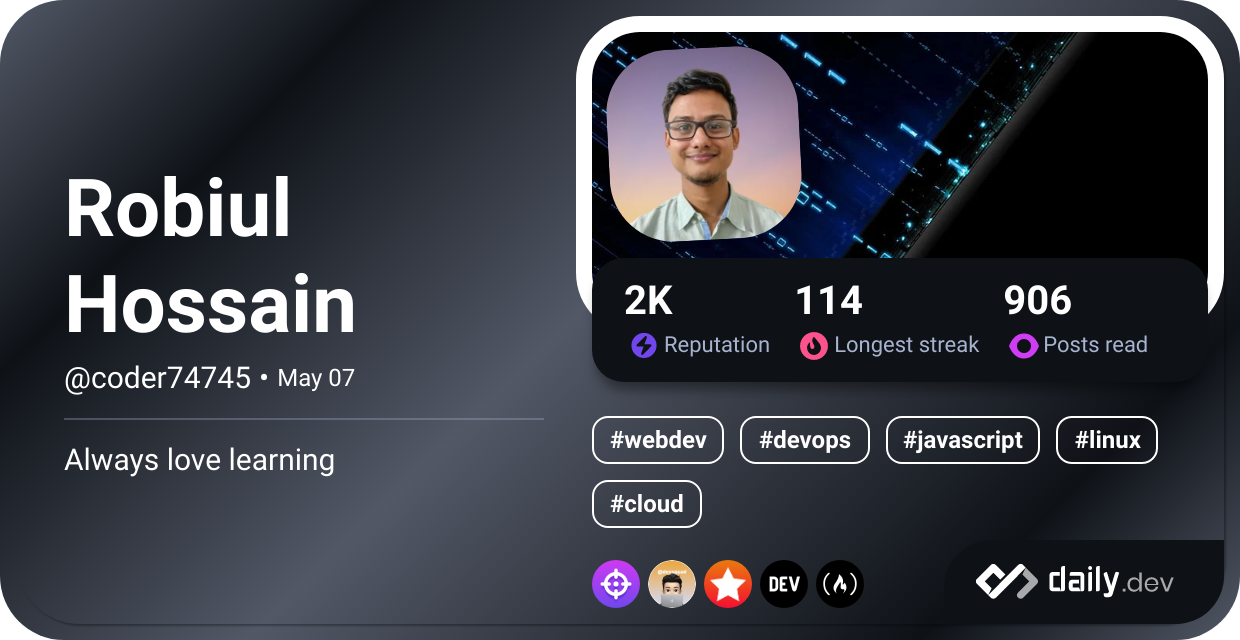 Robiul
Hossain
@coder74745 • May 07
Always love learning
2K 114 906
Reputation Longest streak Posts read
#webdev #devops #javascript #linux
#cloud
DEV
daily.dev